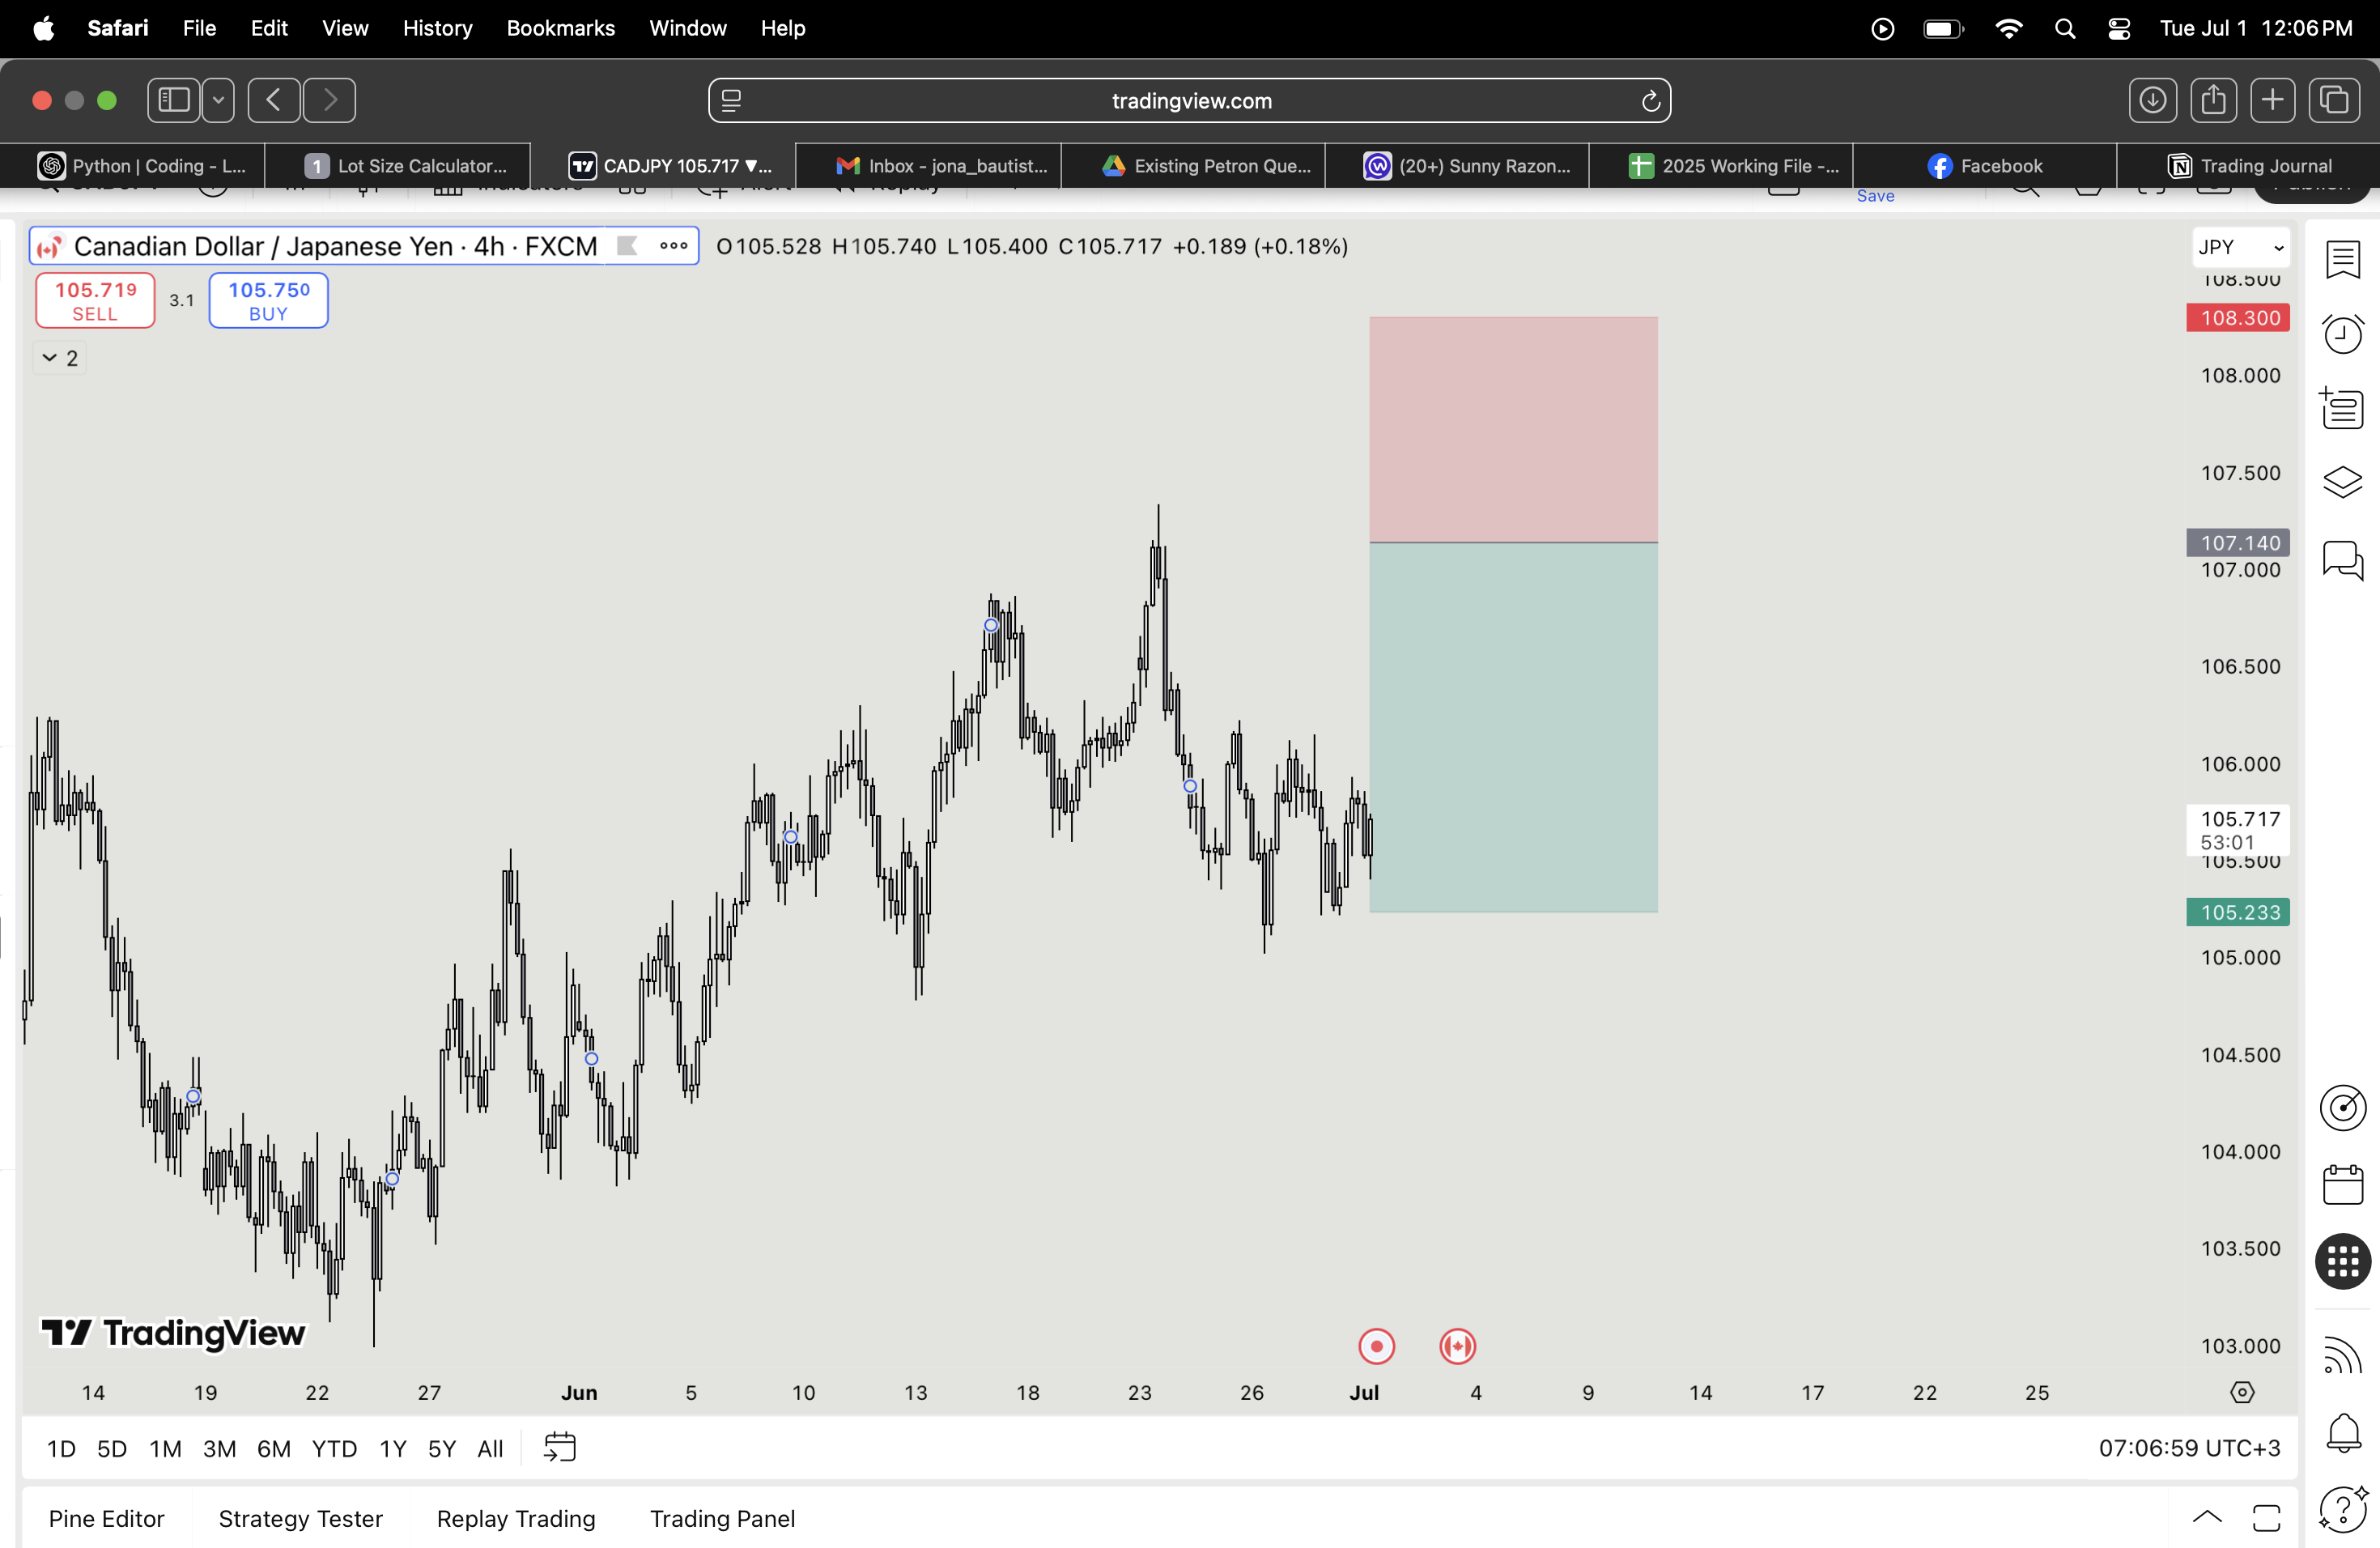 Safari File Edit View History Bookmarks Window Help Tue Jul 1 12:06 PM
tradingview.com
Python | Coding - L... 1 Lot Size Calculator... CADJPY 105.717 ▼... Inbox - jona_bautist... Existing Petron Que... (20+) Sunny Razon... 2025 Working File -... Facebook Trading Journal
Save
Canadian Dollar / Japanese Yen · 4h · FXCM O105.528 H105.740 L105.400 C105.717 +0.189 (+0.18%) JPY
105.719 SELL 3.1 105.750 BUY
2
108.500
108.300
108.000
107.500
107.140
107.000
106.500
106.000
105.717
53:01
105.500
105.233
105.000
104.500
104.000
103.500
103.000
TradingView
14 19 22 27 Jun 5 10 13 18 23 26 Jul 4 9 14 17 22 25
1D 5D 1M 3M 6M YTD 1Y 5Y All 07:06:59 UTC+3
Pine Editor Strategy Tester Replay Trading Trading Panel